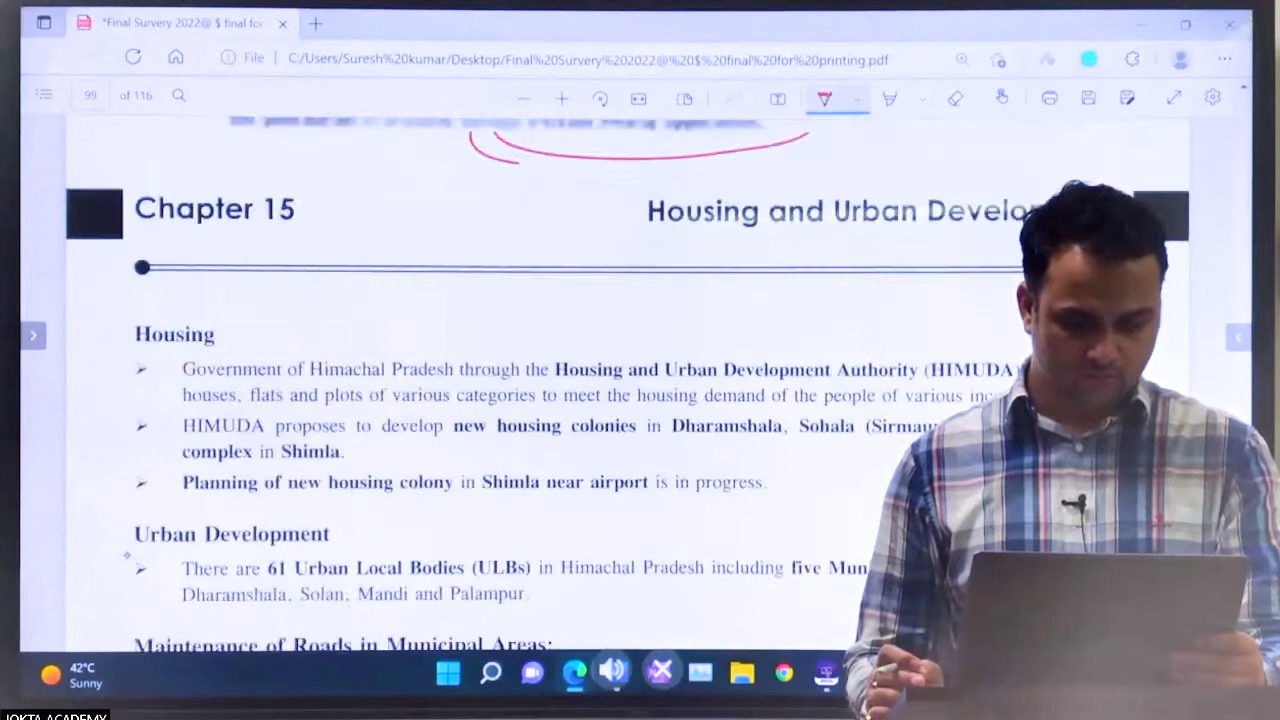 *Final Survery 2022@ $ final for
File
C:/Users/Suresh%20kumar/Desktop/Final%20Survery%202022@%20$%20final%20for%20printing.pdf
99 of 116
Chapter 15
Housing and Urban
Housing
Government of Himachal Pradesh through the Housing and Urban Development Authority (HIMUDA)
houses, flats and plots of various categories to meet the housing demand of the people of various
HIMUDA proposes to develop new housing colonies in Dharamshala, Sohala
complex in Shimla.
Planning of new housing colony in Shimla near airport is in progress.
Urban Development
There are 61 Urban Local Bodies (ULBs) in Himachal Pradesh including five
Dharamshala, Solan, Mandi and Palampur.
Maintenance of Roads in Municipal Areas:
42°C
Sunny
JOKTA ACADEMY